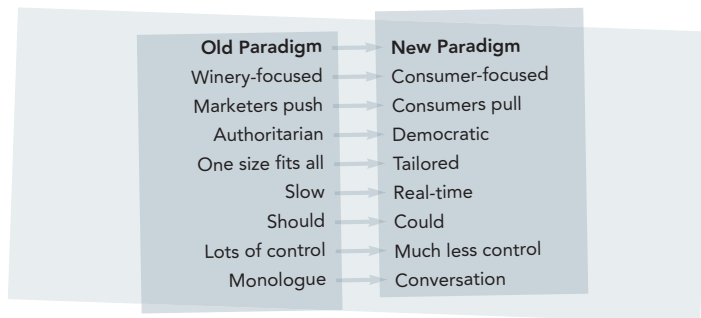 Old Paradigm New Paradigm
Winery-focused Consumer-focused
Marketers push Consumers pull
Authoritarian Democratic
One size fits all Tailored
Slow Real-time
Should Could
Lots of control Much less control
Monologue Conversation